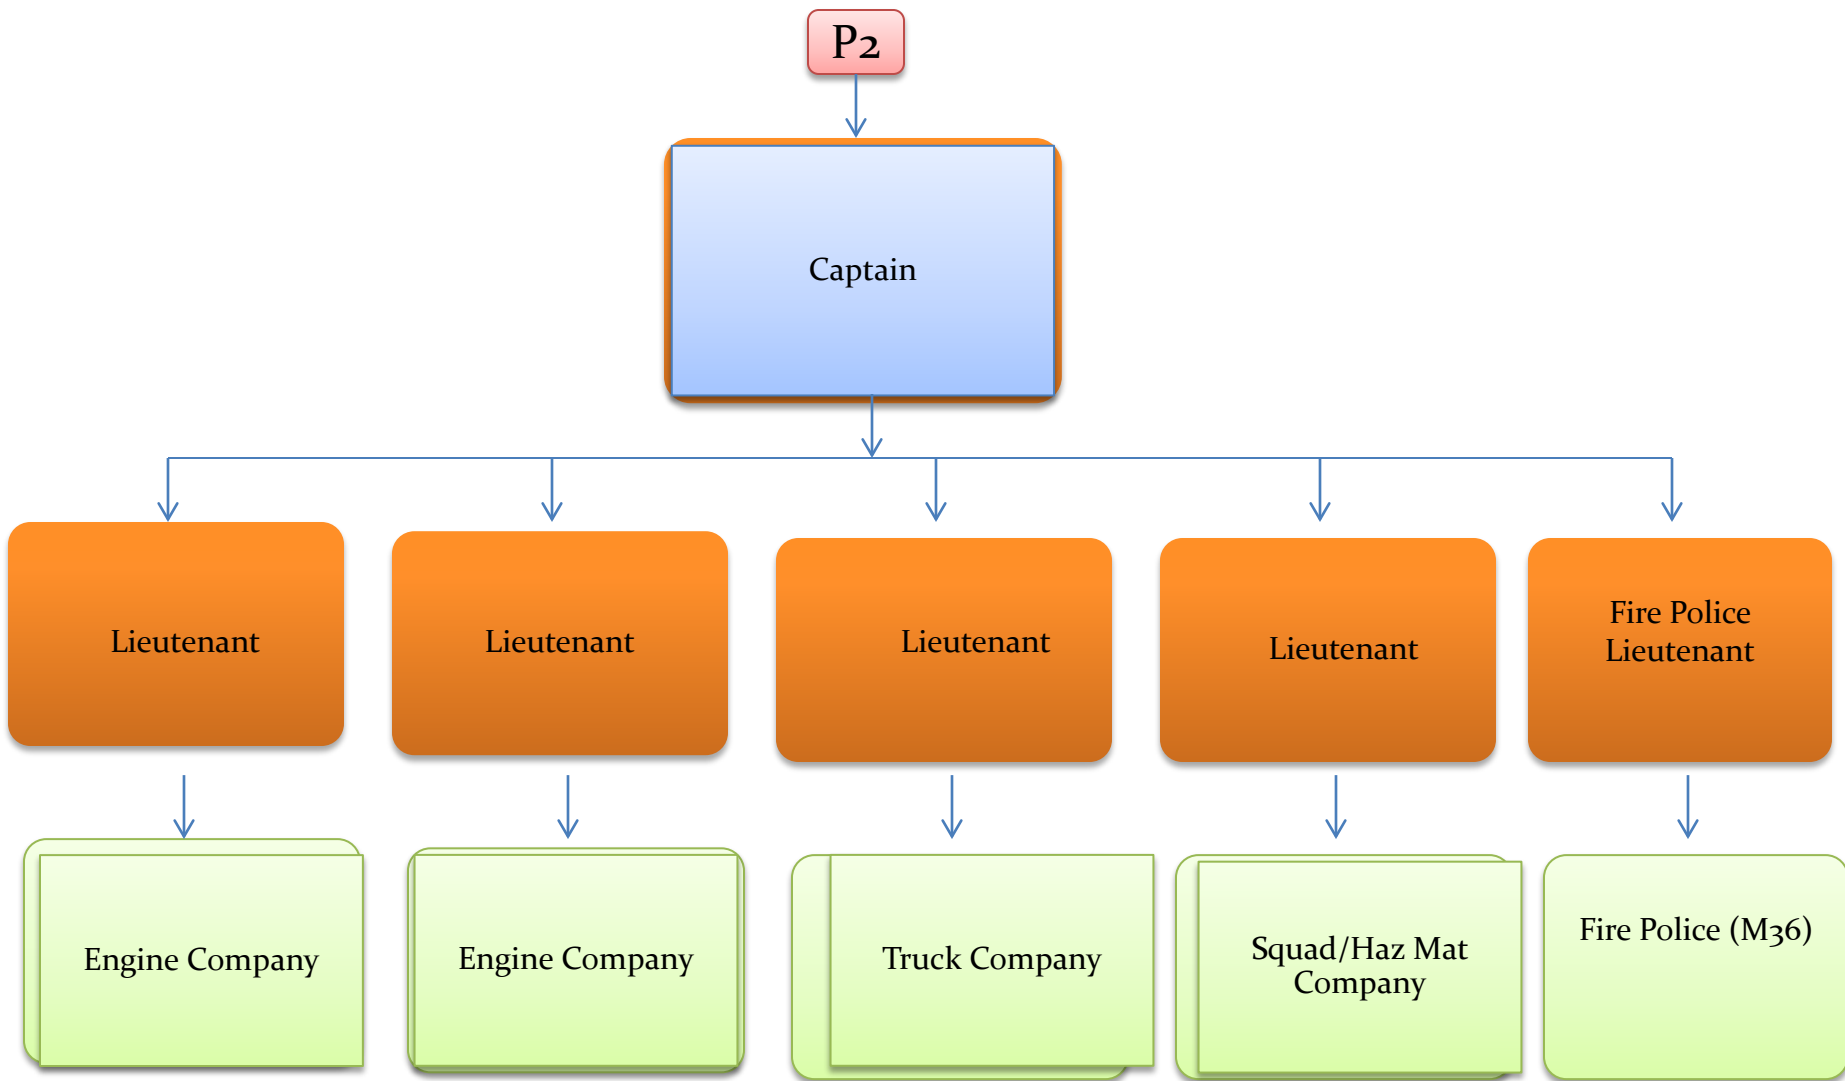 P2
Captain
Lieutenant
Lieutenant
Lieutenant
Lieutenant
Fire Police
Lieutenant
Engine Company
Engine Company
Truck Company
Squad/Haz Mat
Company
Fire Police (M36)